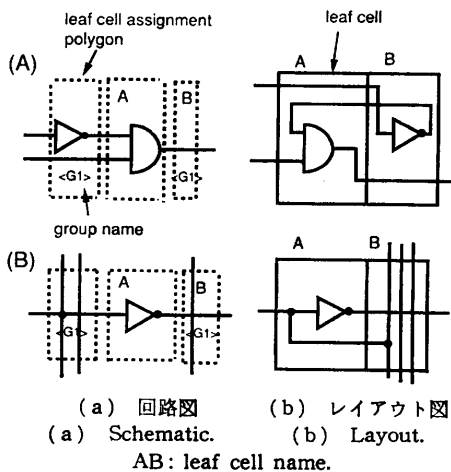 leaf cell assignment
polygon
leaf cell
(A)
A
B
A
B
<G1>
<G1>
group name
(B)
A
B
A
B
<G1>
<G1>
(a) 回路図
(b) レイアウト図
(a) Schematic.
(b) Layout.
AB: leaf cell name.